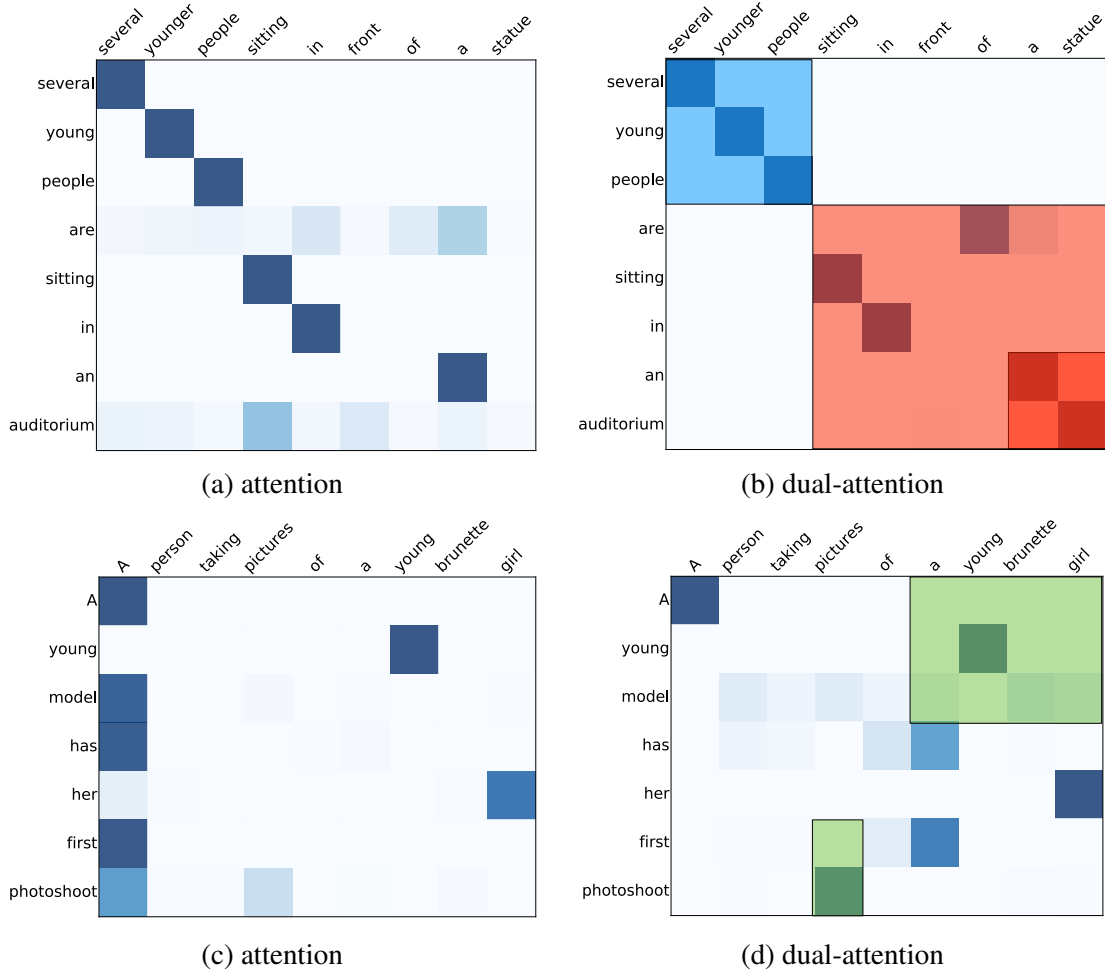 several younger people sitting in front of a statue
several
young
people
are
sitting
in
an
auditorium
(a) attention
several younger people sitting in front of a statue
several
young
people
are
sitting
in
an
auditorium
(b) dual-attention
A person taking pictures of a young brunette girl
A
young
model
has
her
first
photoshoot
(c) attention
A person taking pictures of a young brunette girl
A
young
model
has
her
first
photoshoot
(d) dual-attention